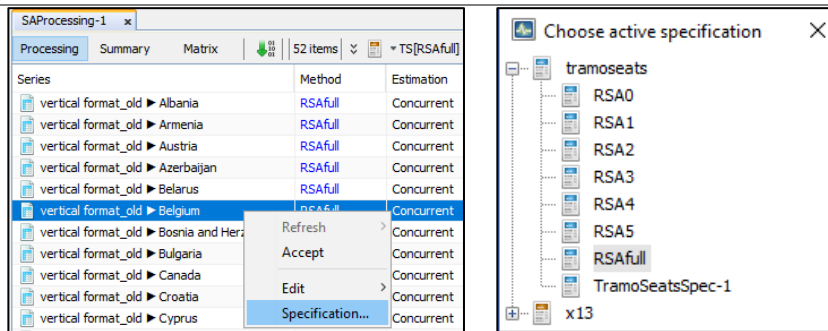 SAProcessing-1 x
Processing Summary Matrix 52 items TS[RSAfull]
Series Method Estimation
vertical format_old ► Albania RSAfull Concurrent
vertical format_old ► Armenia RSAfull Concurrent
vertical format_old ► Austria RSAfull Concurrent
vertical format_old ► Azerbaijan RSAfull Concurrent
vertical format_old ► Belarus RSAfull Concurrent
vertical format_old ► Belgium RSAfull Concurrent
vertical format_old ► Bosnia and Herz Concurrent
vertical format_old ► Bulgaria Concurrent
vertical format_old ► Canada Concurrent
vertical format_old ► Croatia Concurrent
vertical format_old ► Cyprus Concurrent
Refresh
Accept
Edit
Specification...
Choose active specification
tramoseats
RSA0
RSA1
RSA2
RSA3
RSA4
RSA5
RSAfull
TramoSeatsSpec-1
x13